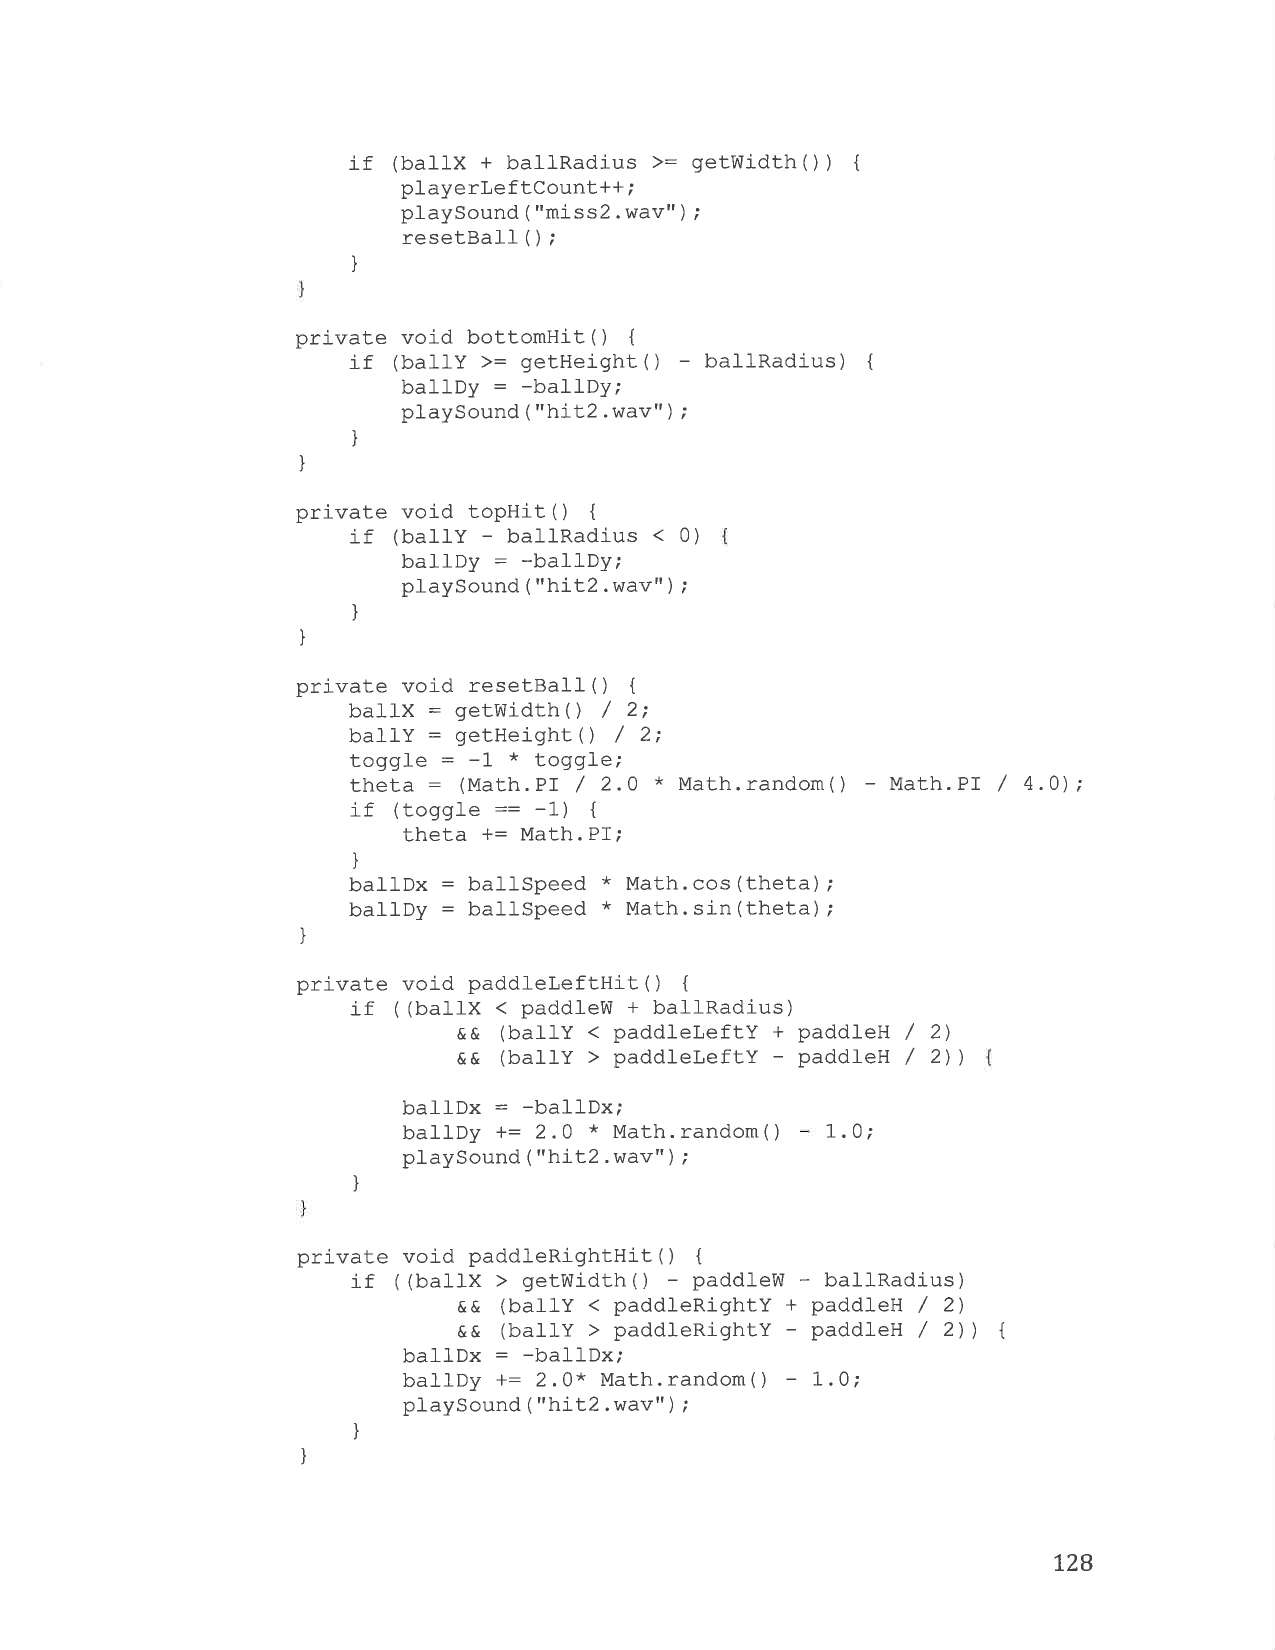 if (ballX + ballRadius >= getWidth()) {
playerLeftCount++;
playSound("miss2.wav");
resetBall();
}
}
private void bottomHit() {
if (ballY >= getHeight() - ballRadius) {
ballDy = -ballDy;
playSound("hit2.wav");
}
}
private void topHit() {
if (ballY - ballRadius < 0) {
ballDy = -ballDy;
playSound("hit2.wav");
}
}
private void resetBall() {
ballX = getWidth() / 2;
ballY = getHeight() / 2;
toggle = -1 * toggle;
theta = (Math.PI / 2.0 * Math.random() - Math.PI / 4.0);
if (toggle == -1) {
theta += Math.PI;
}
ballDx = ballSpeed * Math.cos(theta);
ballDy = ballSpeed * Math.sin(theta);
}
private void paddleLeftHit() {
if ((ballX < paddleW + ballRadius)
&& (ballY < paddleLeftY + paddleH / 2)
&& (ballY > paddleLeftY - paddleH / 2)) {
ballDx = -ballDx;
ballDy += 2.0 * Math.random() - 1.0;
playSound("hit2.wav");
}
}
private void paddleRightHit() {
if ((ballX > getWidth() - paddleW - ballRadius)
&& (ballY < paddleRightY + paddleH / 2)
&& (ballY > paddleRightY - paddleH / 2)) {
ballDx = -ballDx;
ballDy += 2.0* Math.random() - 1.0;
playSound("hit2.wav");
}
}
128